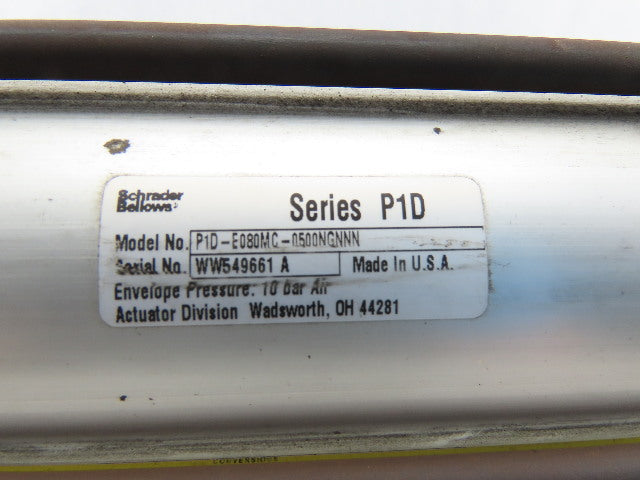 Schrader
Bellows
Series P1D
Model No. P1D-E080MC-0500NGNNN
Serial No. WW549661 A Made In U.S.A.
Envelope Pressure: 10 bar Air
Actuator Division Wadsworth, OH 44281
CONVERSIONS